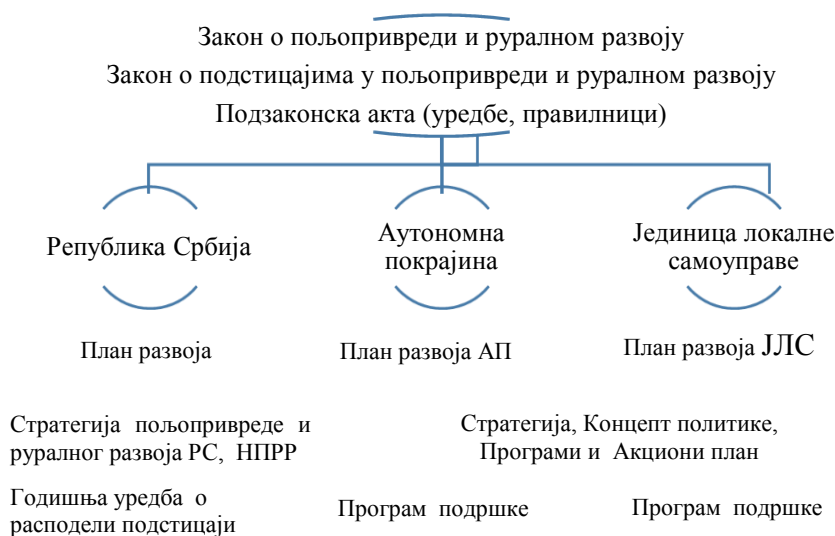 Закон о пољопривреди и руралном развоју
Закон о подстицајима у пољопривреди и руралном развоју
Подзаконска акта (уредбе, правилници)
Република Србија
Аутономна
покрајина
Јединица локалне
самоуправе
План развоја
План развоја АП
План развоја ЈЛС
Стратегија пољопривреде и
руралног развоја РС, НПРР
Стратегија, Концепт политике,
Програми и Акциони план
Годишња уредба о
расподели подстицаји
Програм подршке
Програм подршке